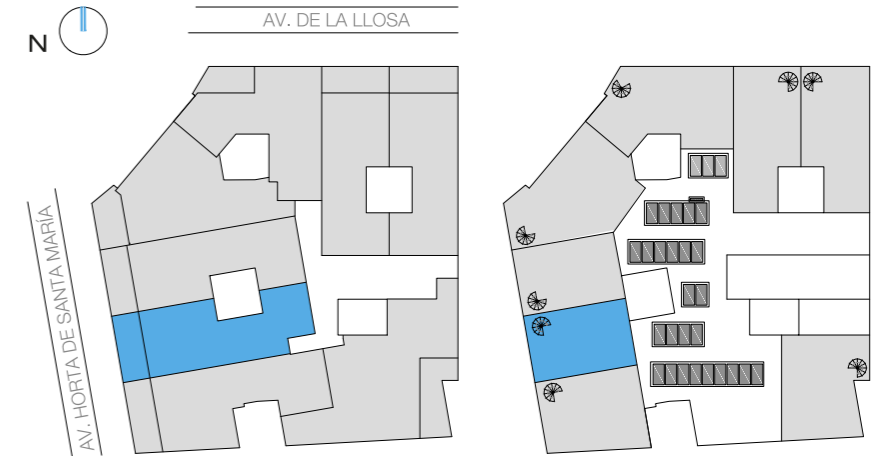 N
AV. DE LA LLOSA
AV. HORTA DE SANTA MARÍA